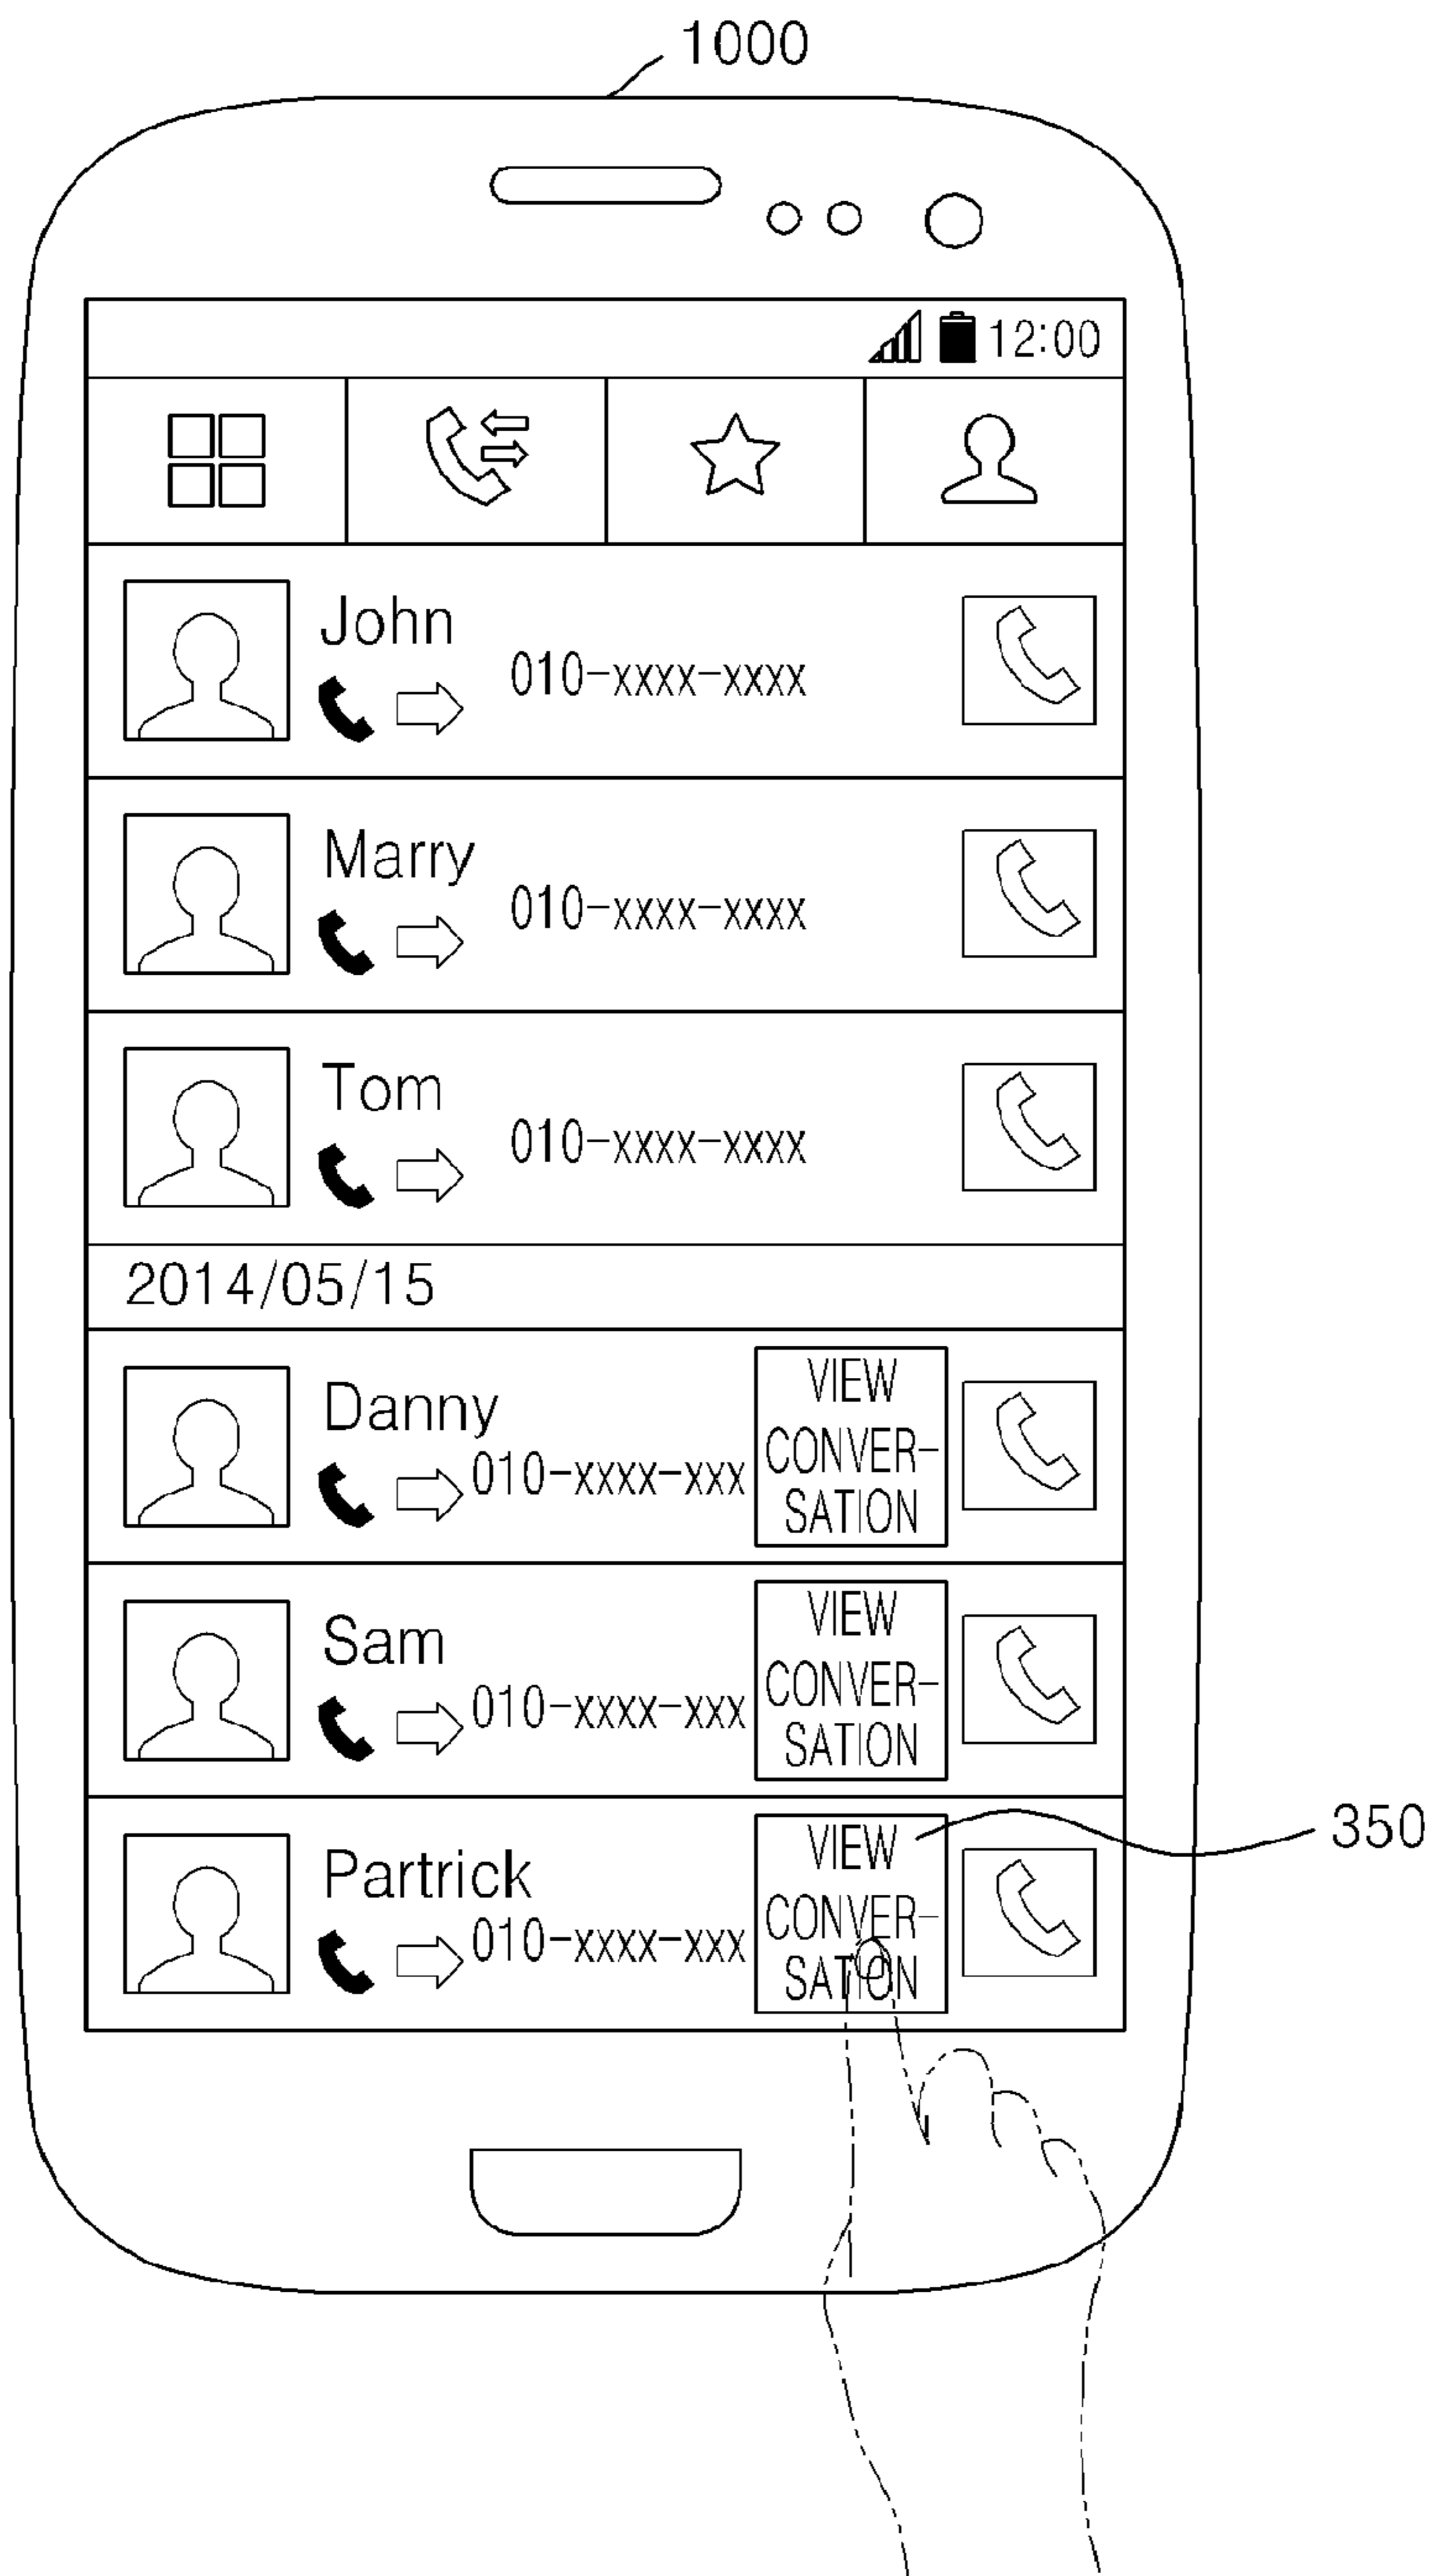 1000
12:00
John
010-xxxx-xxxx
Marry
010-xxxx-xxxx
Tom
010-xxxx-xxxx
2014/05/15
Danny
010-xxxx-xxx
VIEW
CONVER-
SATION
Sam
010-xxxx-xxx
VIEW
CONVER-
SATION
Partrick
010-xxxx-xxx
VIEW
CONVER-
SATION
350